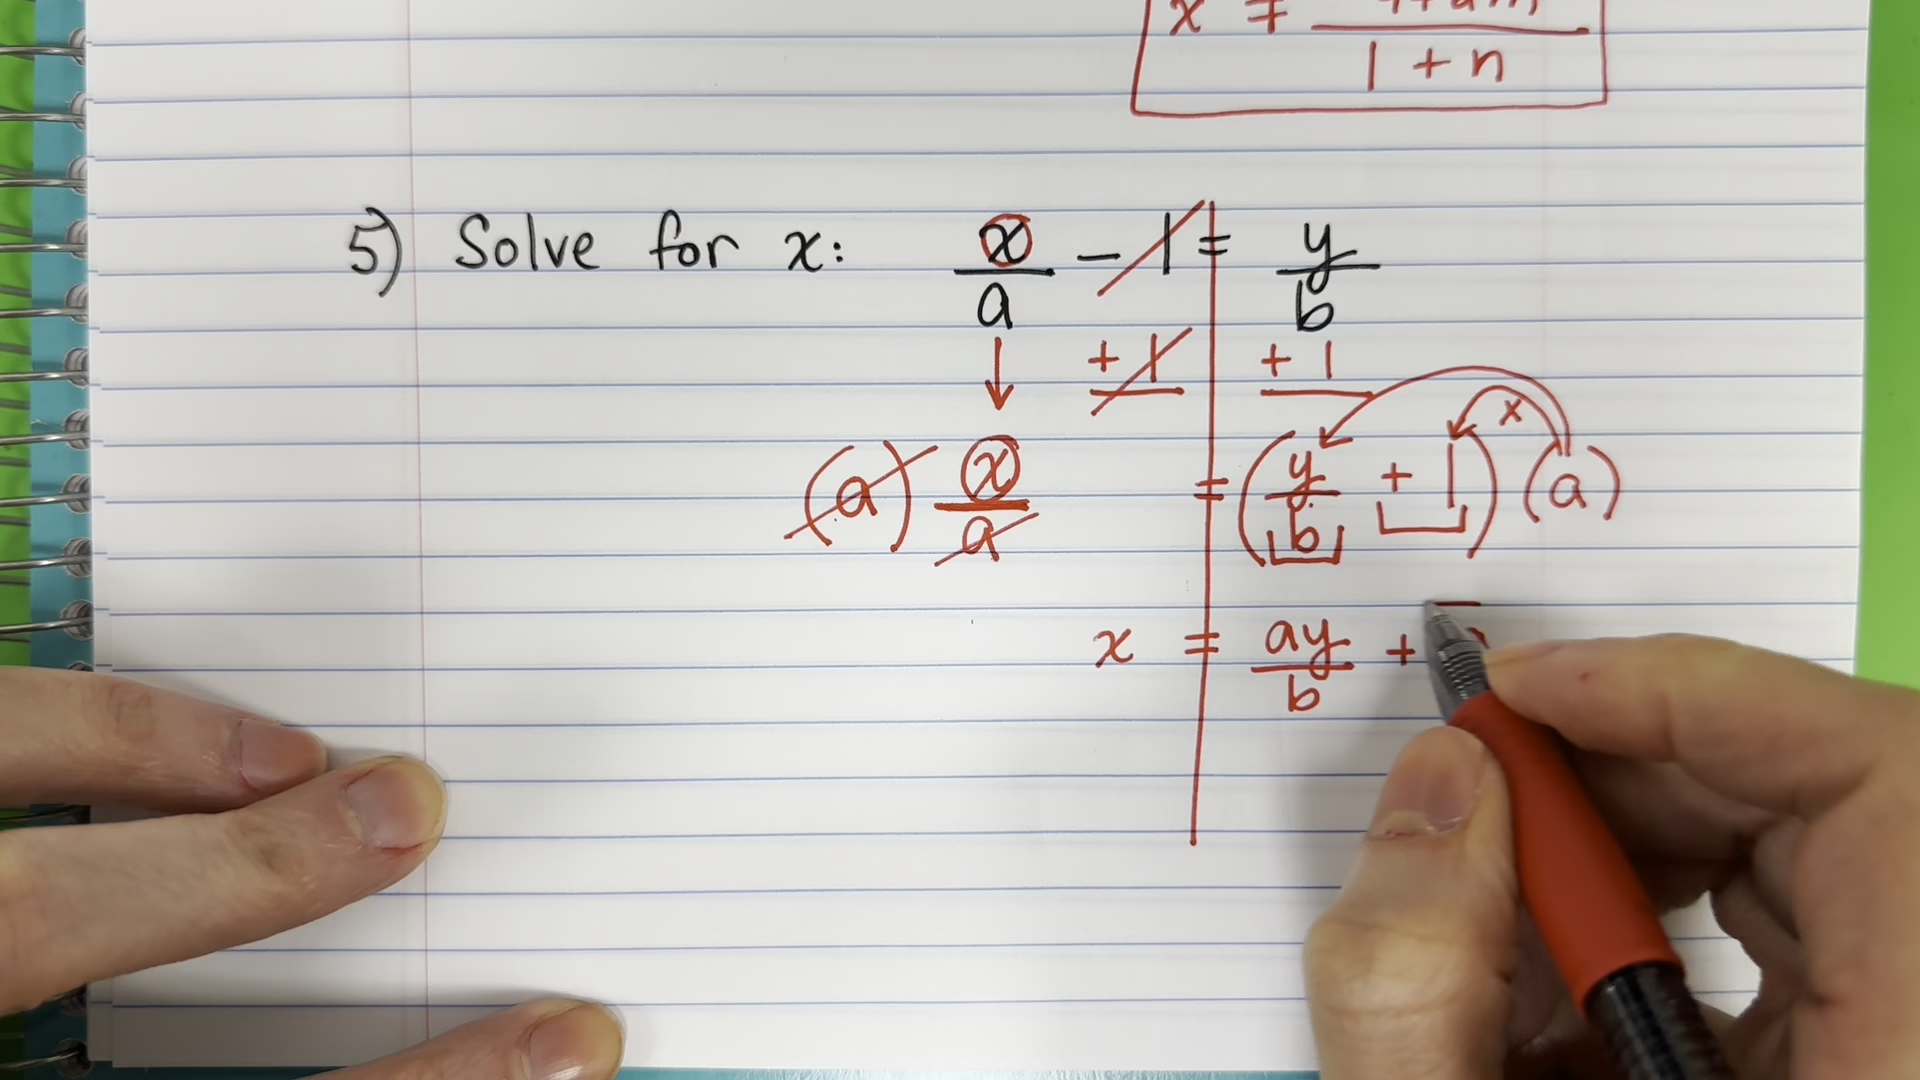 x =
1 + n
5) Solve for x: x/a - 1 = y/b
+ 1 + 1
(a) x/a = (y/b + 1) (a)
x
x = ay/b +